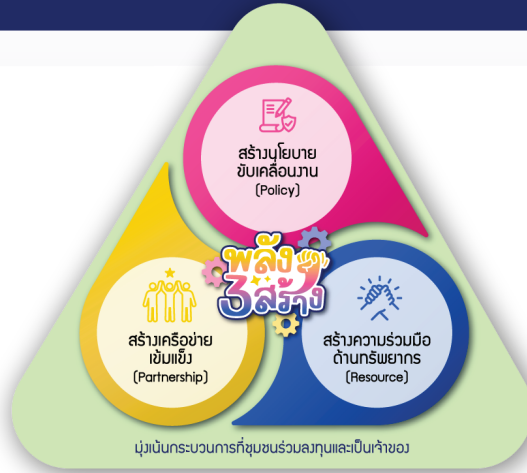 สร้างนโยบาย
ขับเคลื่อนงาน
(Policy)
พลัง
3สร้าง
สร้างเครือข่าย
เข้มแข็ง
(Partnership)
สร้างความร่วมมือ
ด้านทรัพยากร
(Resource)
มุ่งเน้นกระบวนการที่ชุมชนร่วมลงทุนและเป็นเจ้าของ